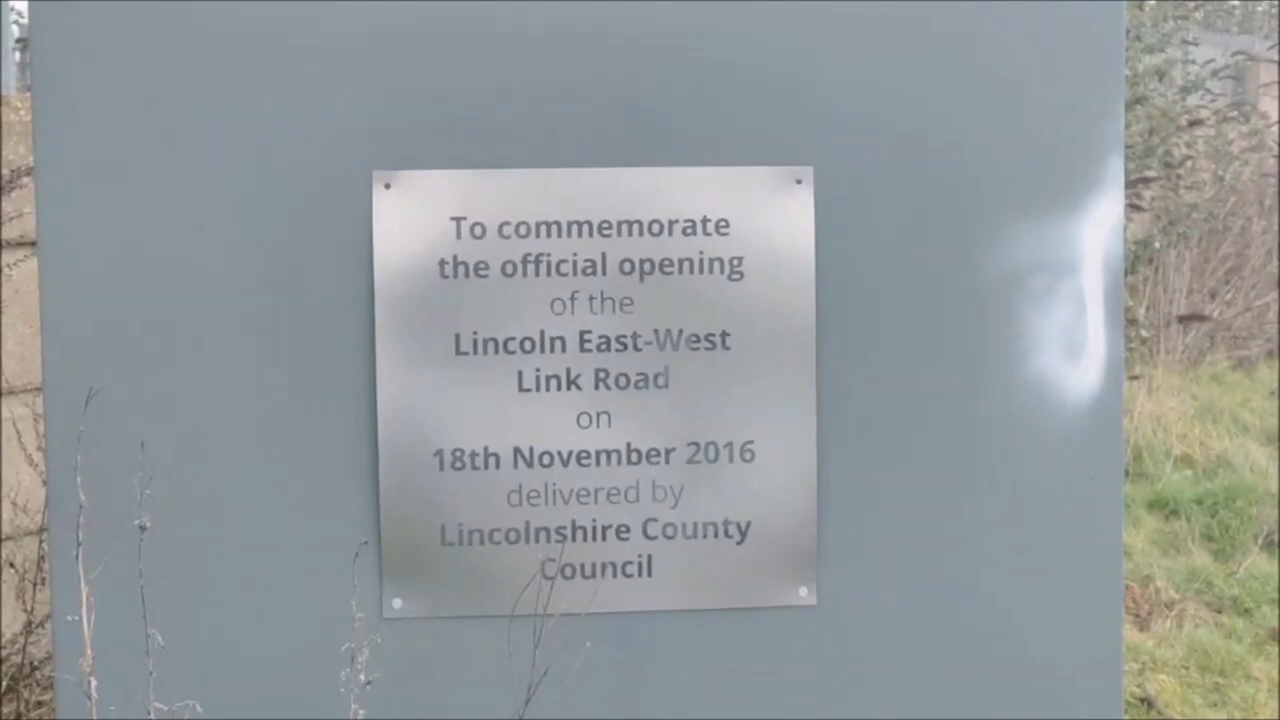 To commemorate
the official opening
of the
Lincoln East-West
Link Road
on
18th November 2016
delivered by
Lincolnshire County
Council